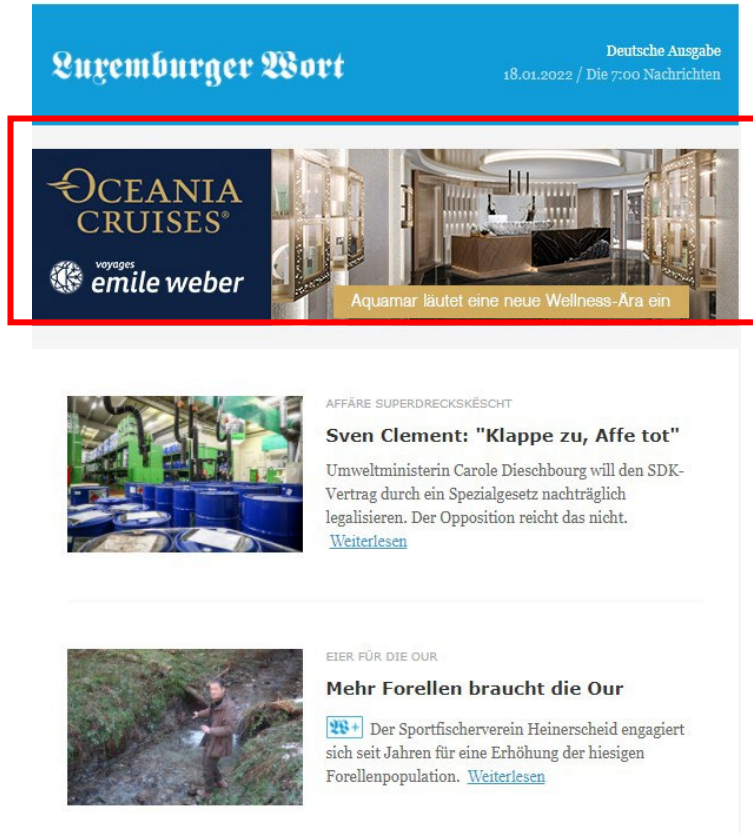 Luxemburger Wort
Deutsche Ausgabe
18.01.2022 / Die 7:00 Nachrichten
OCEANIA
CRUISES®
voyages
emile weber
Aquamar läutet eine neue Wellness-Ära ein
AFFÄRE SUPERDRECKSKËSCHT
Sven Clement: "Klappe zu, Affe tot"
Umweltministerin Carole Dieschbourg will den SDK-
Vertrag durch ein Spezialgesetz nachträglich
legalisieren. Der Opposition reicht das nicht.
Weiterlesen
EIER FÜR DIE OUR
Mehr Forellen braucht die Our
W+ Der Sportfischerverein Heinerscheid engagiert
sich seit Jahren für eine Erhöhung der hiesigen
Forellenpopulation. Weiterlesen